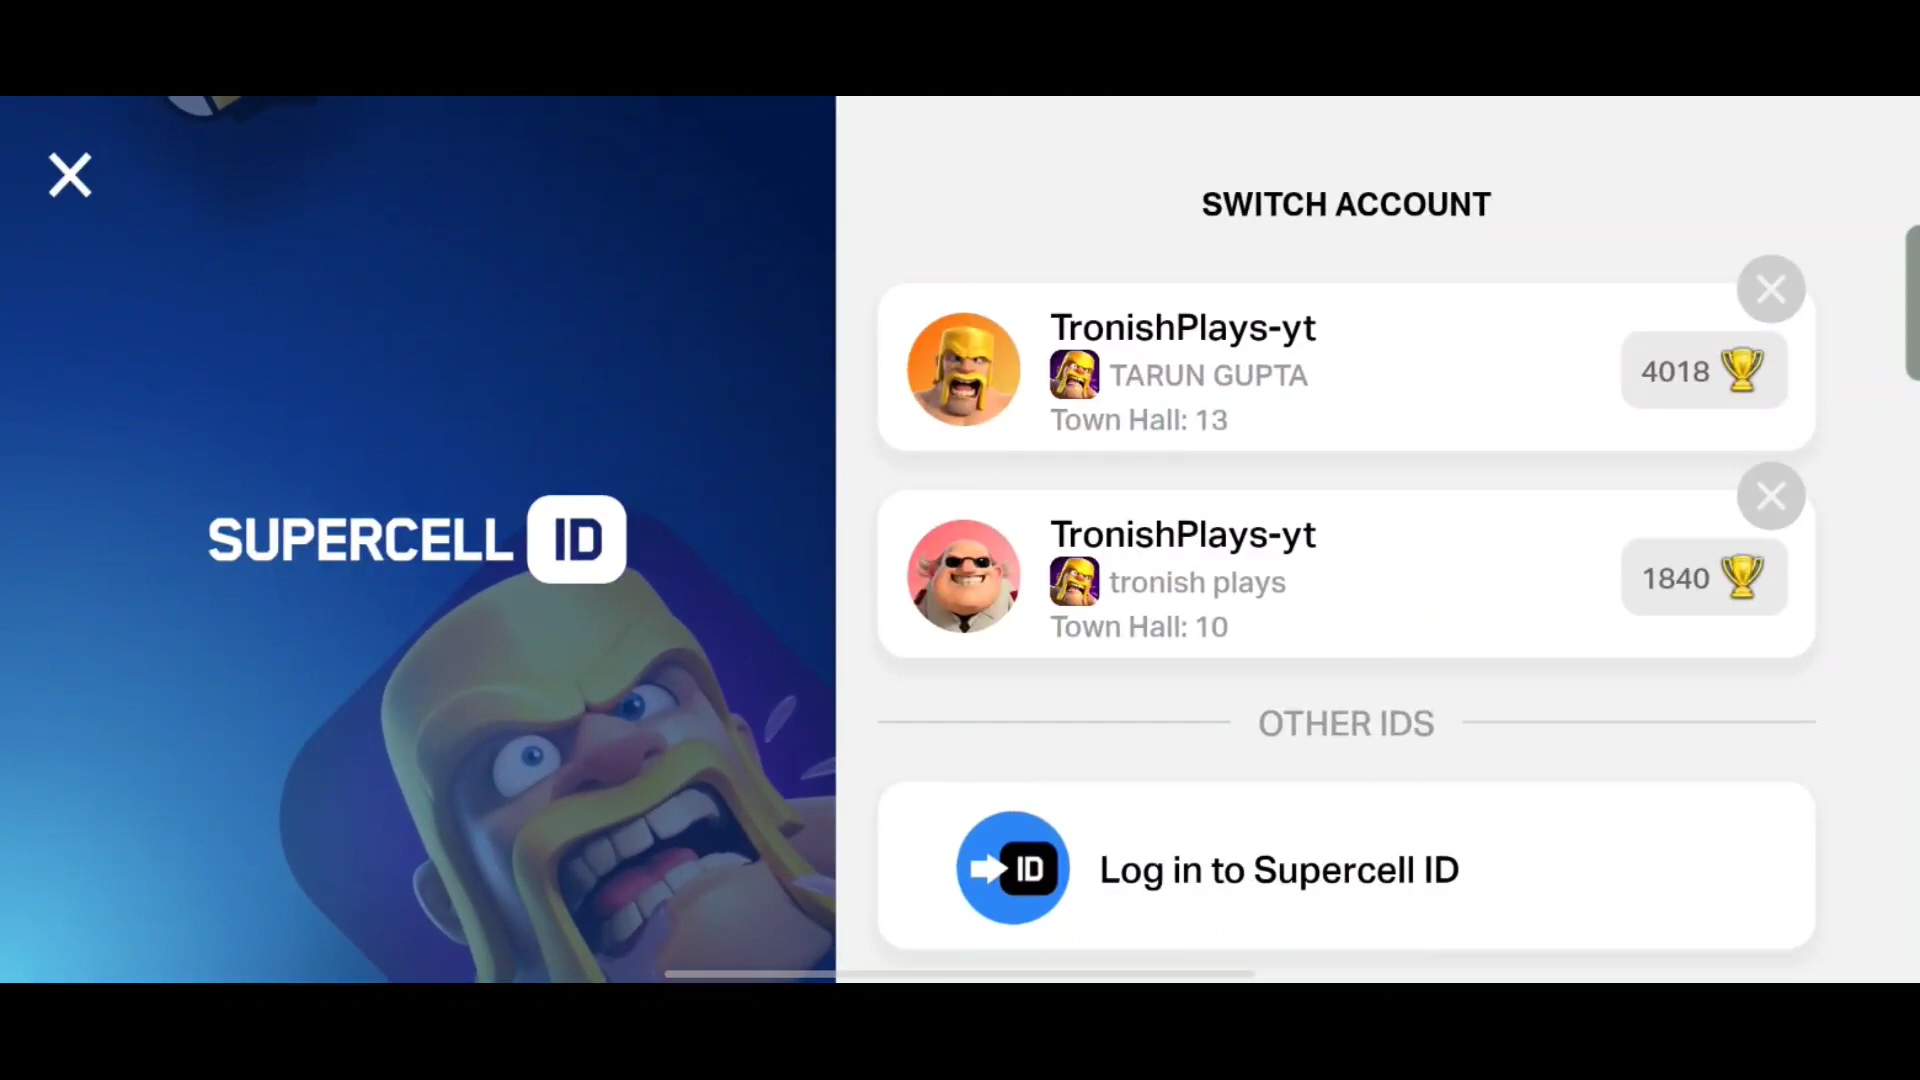 SUPERCELL ID
SWITCH ACCOUNT
TronishPlays-yt
TARUN GUPTA
Town Hall: 13
4018
TronishPlays-yt
tronish plays
Town Hall: 10
1840
OTHER IDS
ID
Log in to Supercell ID